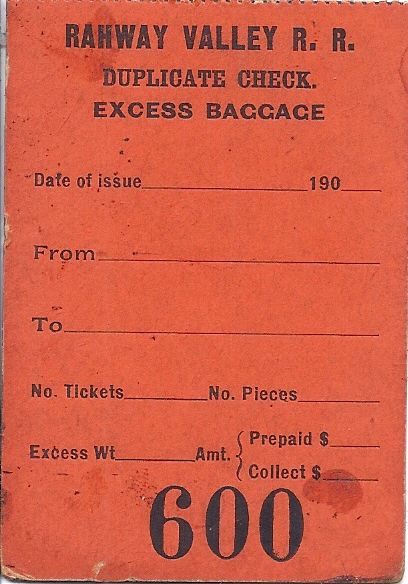 RAHWAY VALLEY R. R.
DUPLICATE CHECK.
EXCESS BAGGAGE
Date of issue 190
From
To
No. Tickets No. Pieces
Excess Wt Amt. { Prepaid $
Collect $
600